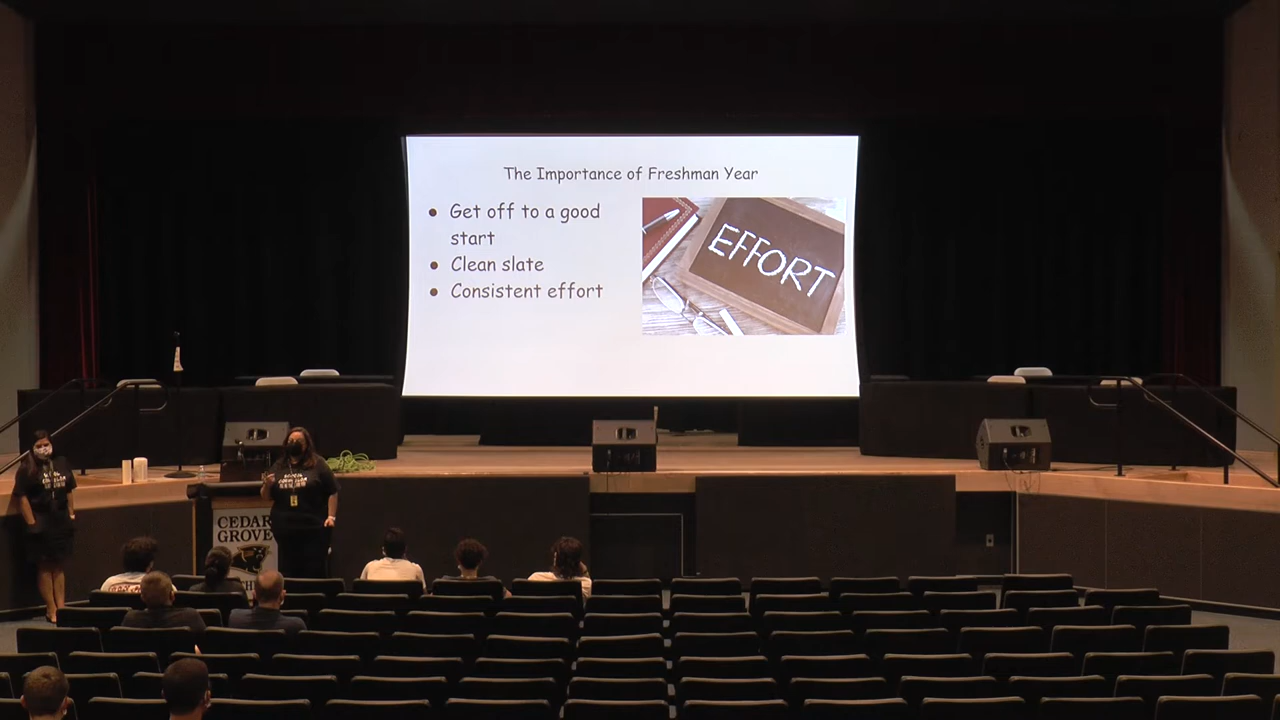 The Importance of Freshman Year
● Get off to a good
start
● Clean slate
● Consistent effort
EFFORT
CEDAR
GROVE